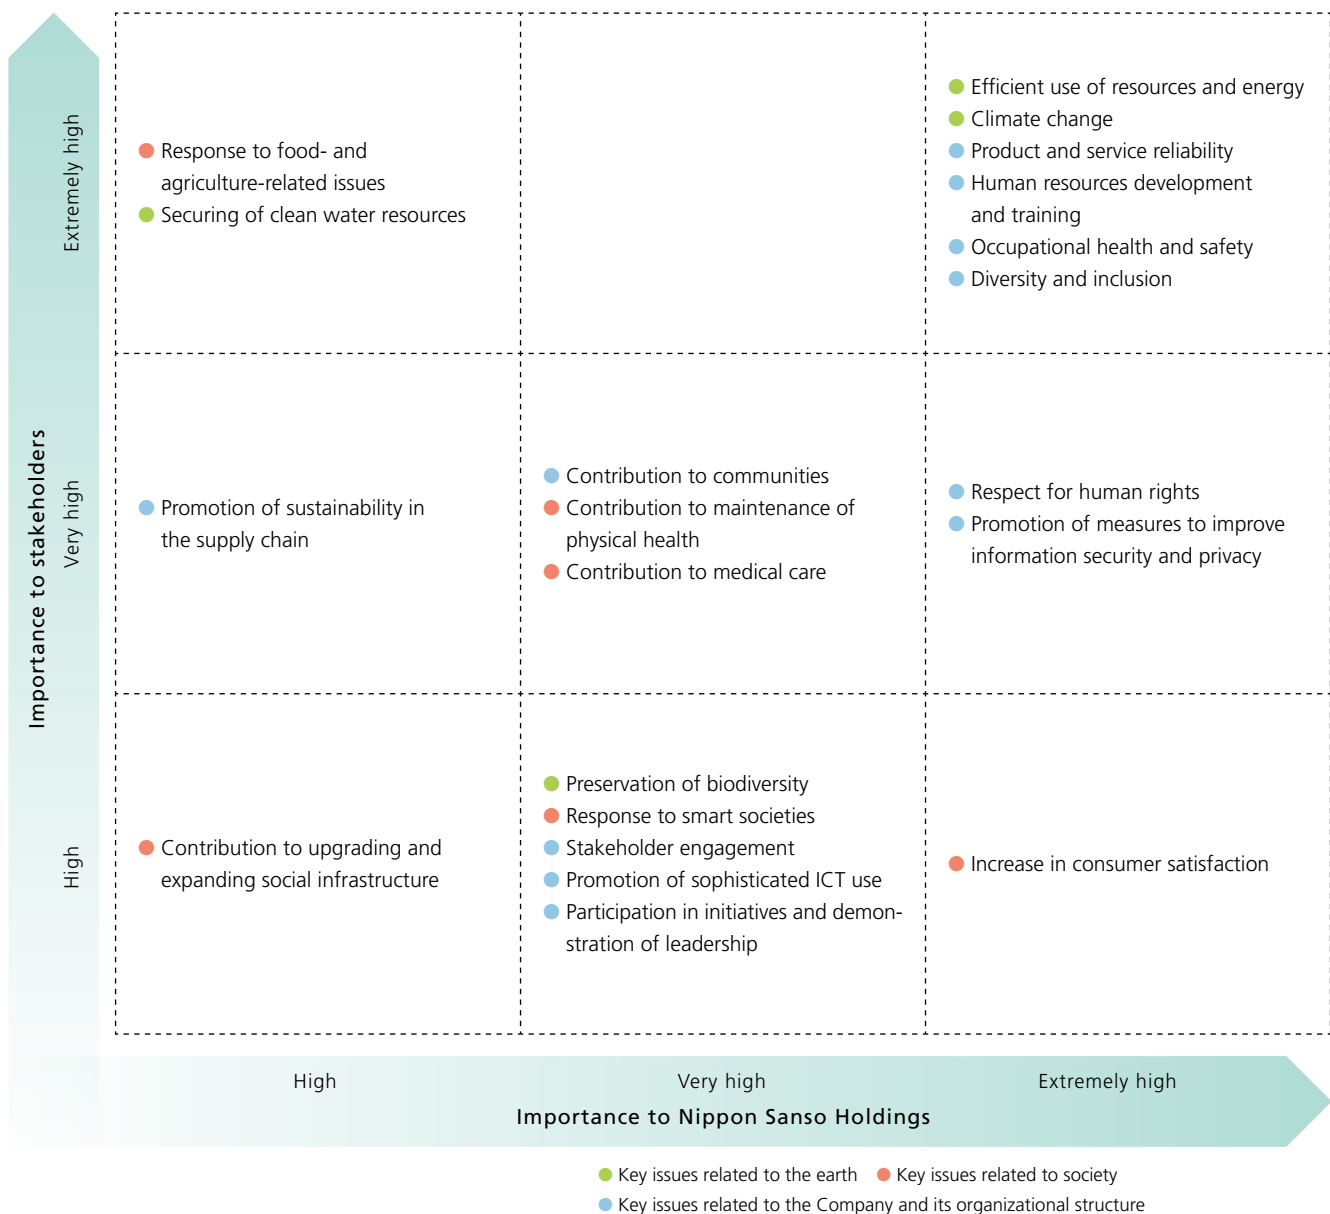 Importance to stakeholders
Extremely high
Response to food- and
agriculture-related issues
Securing of clean water resources
Efficient use of resources and energy
Climate change
Product and service reliability
Human resources development
and training
Occupational health and safety
Diversity and inclusion
Very high
Promotion of sustainability in
the supply chain
Contribution to communities
Contribution to maintenance of
physical health
Contribution to medical care
Respect for human rights
Promotion of measures to improve
information security and privacy
High
Contribution to upgrading and
expanding social infrastructure
Preservation of biodiversity
Response to smart societies
Stakeholder engagement
Promotion of sophisticated ICT use
Participation in initiatives and demon-
stration of leadership
Increase in consumer satisfaction
High
Very high
Extremely high
Importance to Nippon Sanso Holdings
Key issues related to the earth
Key issues related to society
Key issues related to the Company and its organizational structure